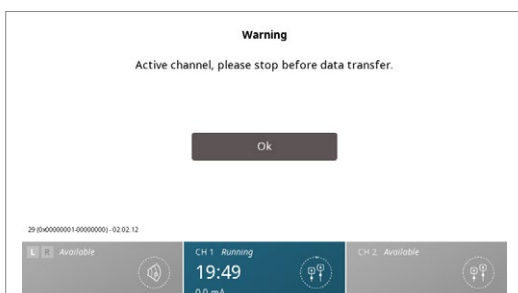 Warning
Active channel, please stop before data transfer.
Ok
29 (0x00000001-00000000) - 02.02.12
L R Available
CH 1 Running
CH 2 Available
19:49
0.0 mA